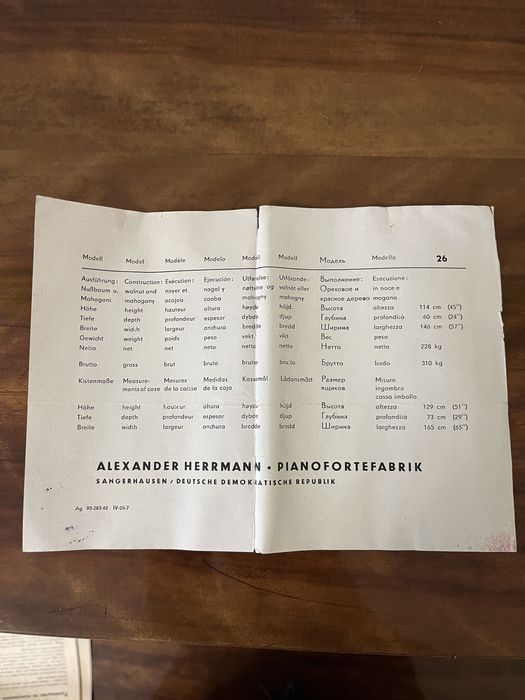 Modell Model Modèle Modelo Model Modell Модель Modello 26
Ausführung: Construction: Exécution: Ejecución: Udførelse: Utförande: Выполнение: Esecuzione:
Nußbaum u. walnut and noyer et nogal y nøttetræ og valnöt eller Ореховое и in noce e
Mahagoni mahogany acajou caoba mahogny mahogny красное дерево mogano
Höhe height hauteur altura højde höjd Высота altezza 114 cm (45")
Tiefe depth profondeur espesor dybde djup Глубина profondità 60 cm (24")
Breite width largeur anchura bredde bredd Ширина larghezza 146 cm (57")
Gewicht weight poids peso vekt vikt Вес peso
Netto net net neto netto netto Нетто netto 228 kg
Brutto gross brut bruto brutto brutto Брутто lordo 310 kg
Kistenmaße Measure- Mesures Medidas Kassemål Lådansmått Размер Misure
ments of case de la caisse de la caja ящиков ingombro
cassa imballo
Höhe height hauteur altura højde höjd Высота altezza 129 cm (51")
Tiefe depth profondeur espesor dybde djup Глубина profondità 73 cm (29")
Breite width largeur anchura bredde bredd Ширина larghezza 165 cm (65")
ALEXANDER HERRMANN • PIANOFORTEFABRIK
SANGERHAUSEN / DEUTSCHE DEMOKRATISCHE REPUBLIK
Ag 90-283-62 IV-26-7